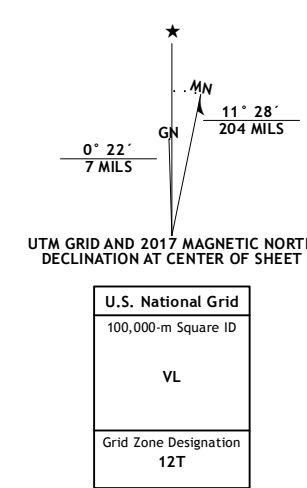 ★
MN
11° 28´
204 MILS
GN
0° 22´
7 MILS
UTM GRID AND 2017 MAGNETIC NORTH
DECLINATION AT CENTER OF SHEET
U.S. National Grid
100,000-m Square ID
VL
Grid Zone Designation
12T